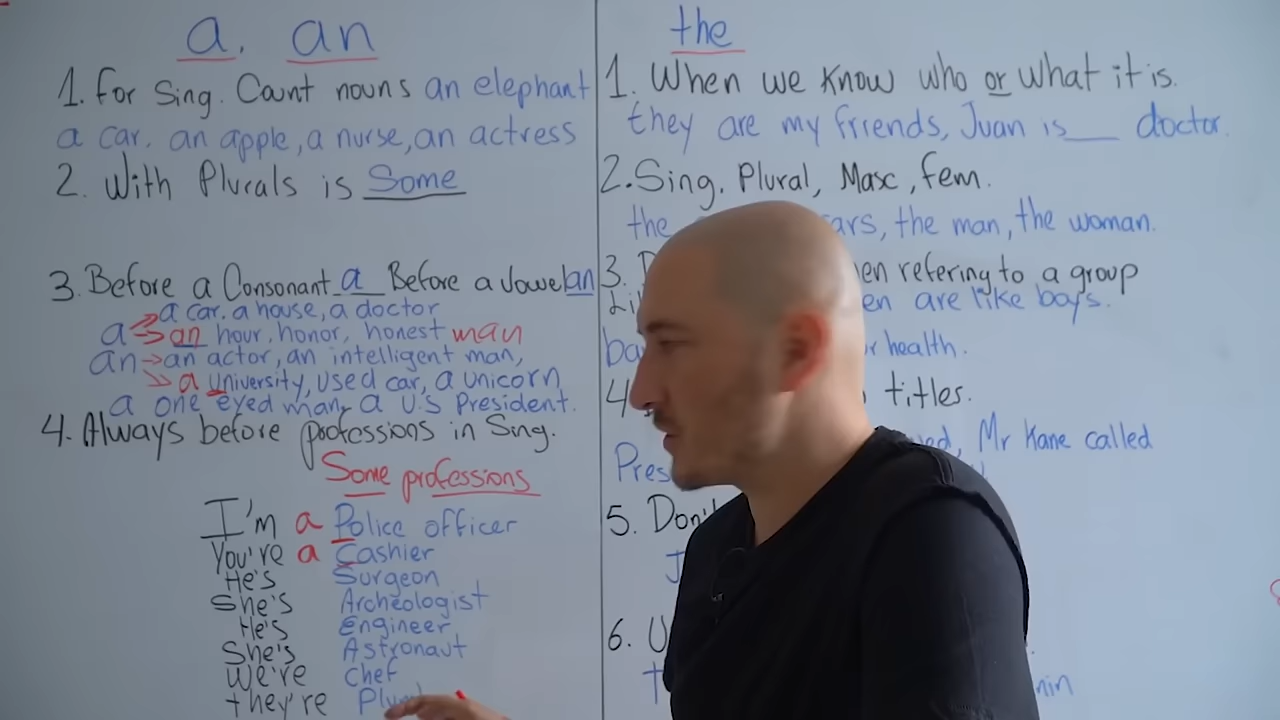 a. an
1. For Sing. Count nouns an elephant
a car, an apple, a nurse, an actress
2. With Plurals is Some
3. Before a Consonant a Before a vowel an
a car. a house, a doctor
a an hour, honor, honest man
an an actor, an intelligent man,
a University, used car, a unicorn
a one eyed man, a U.S President.
4. Always before professions in Sing.
Some professions
I'm a Police officer
You're a Cashier
He's Surgeon
She's Archeologist
He's Engineer
She's Astronaut
We're Chef
they're
the
1. When we know who or what it is.
they are my friends, Juan is __ doctor.
2. Sing. Plural, Masc, fem.
the cars, the man, the woman.
3. when refering to a group
are like boys.
health.
4. titles.
Mr Kane called
5. Don't
6.